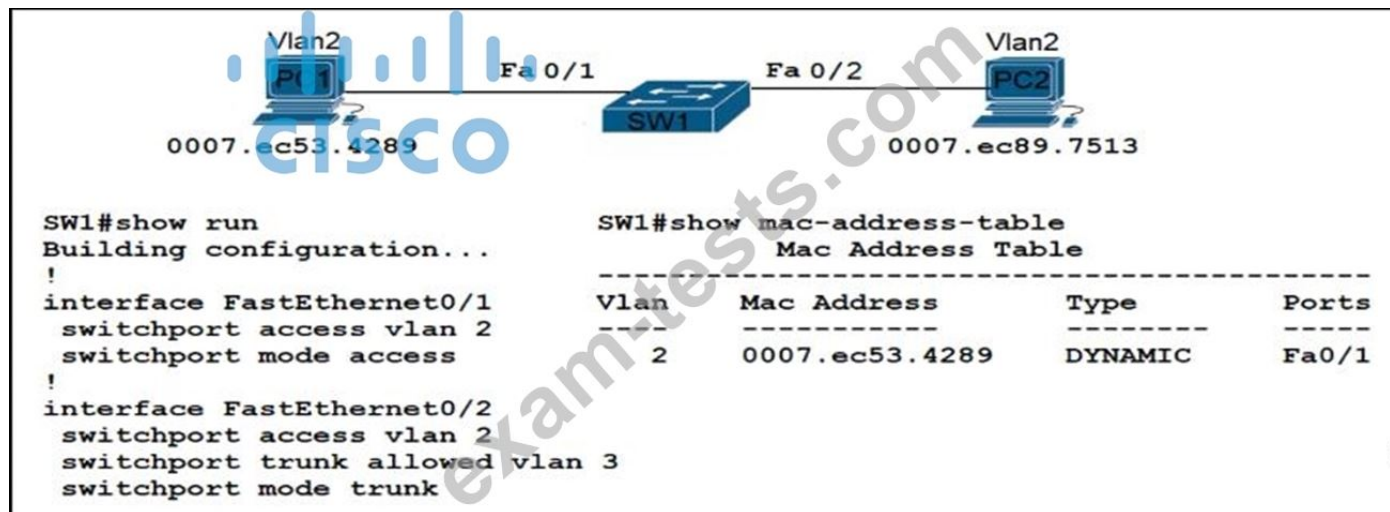 Vlan2
Vlan2
PC1
Fa 0/1
Fa 0/2
PC2
SW1
cisco
0007.ec53.4289
0007.ec89.7513
SW1#show run
Building configuration...
!
interface FastEthernet0/1
switchport access vlan 2
switchport mode access
!
interface FastEthernet0/2
switchport access vlan 2
switchport trunk allowed vlan 3
switchport mode trunk
SW1#show mac-address-table
Mac Address Table
-------------------------------------------
Vlan Mac Address Type Ports
---- ----------- -------- -----
2 0007.ec53.4289 DYNAMIC Fa0/1
exam-tests.com